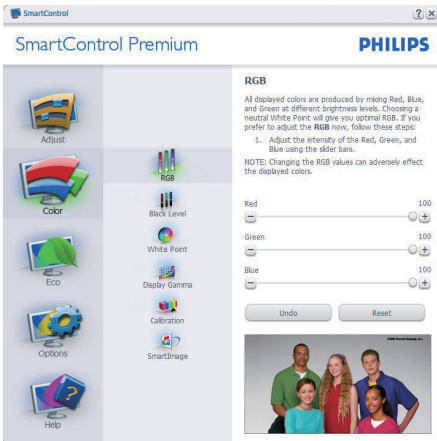 SmartControl
SmartControl Premium
PHILIPS
Adjust
Color
Eco
Options
Help
RGB
Black Level
White Point
Display Gamma
Calibration
SmartImage
RGB
All displayed colors are produced by mixing Red, Blue,
and Green at different brightness levels. Choosing a
neutral White Point will give you optimal RGB. If you
prefer to adjust the RGB now, follow these steps:
1. Adjust the intensity of the Red, Green, and
Blue using the slider bars.
NOTE: Changing the RGB values can adversely effect
the displayed colors.
Red 100
Green 100
Blue 100
Undo Reset